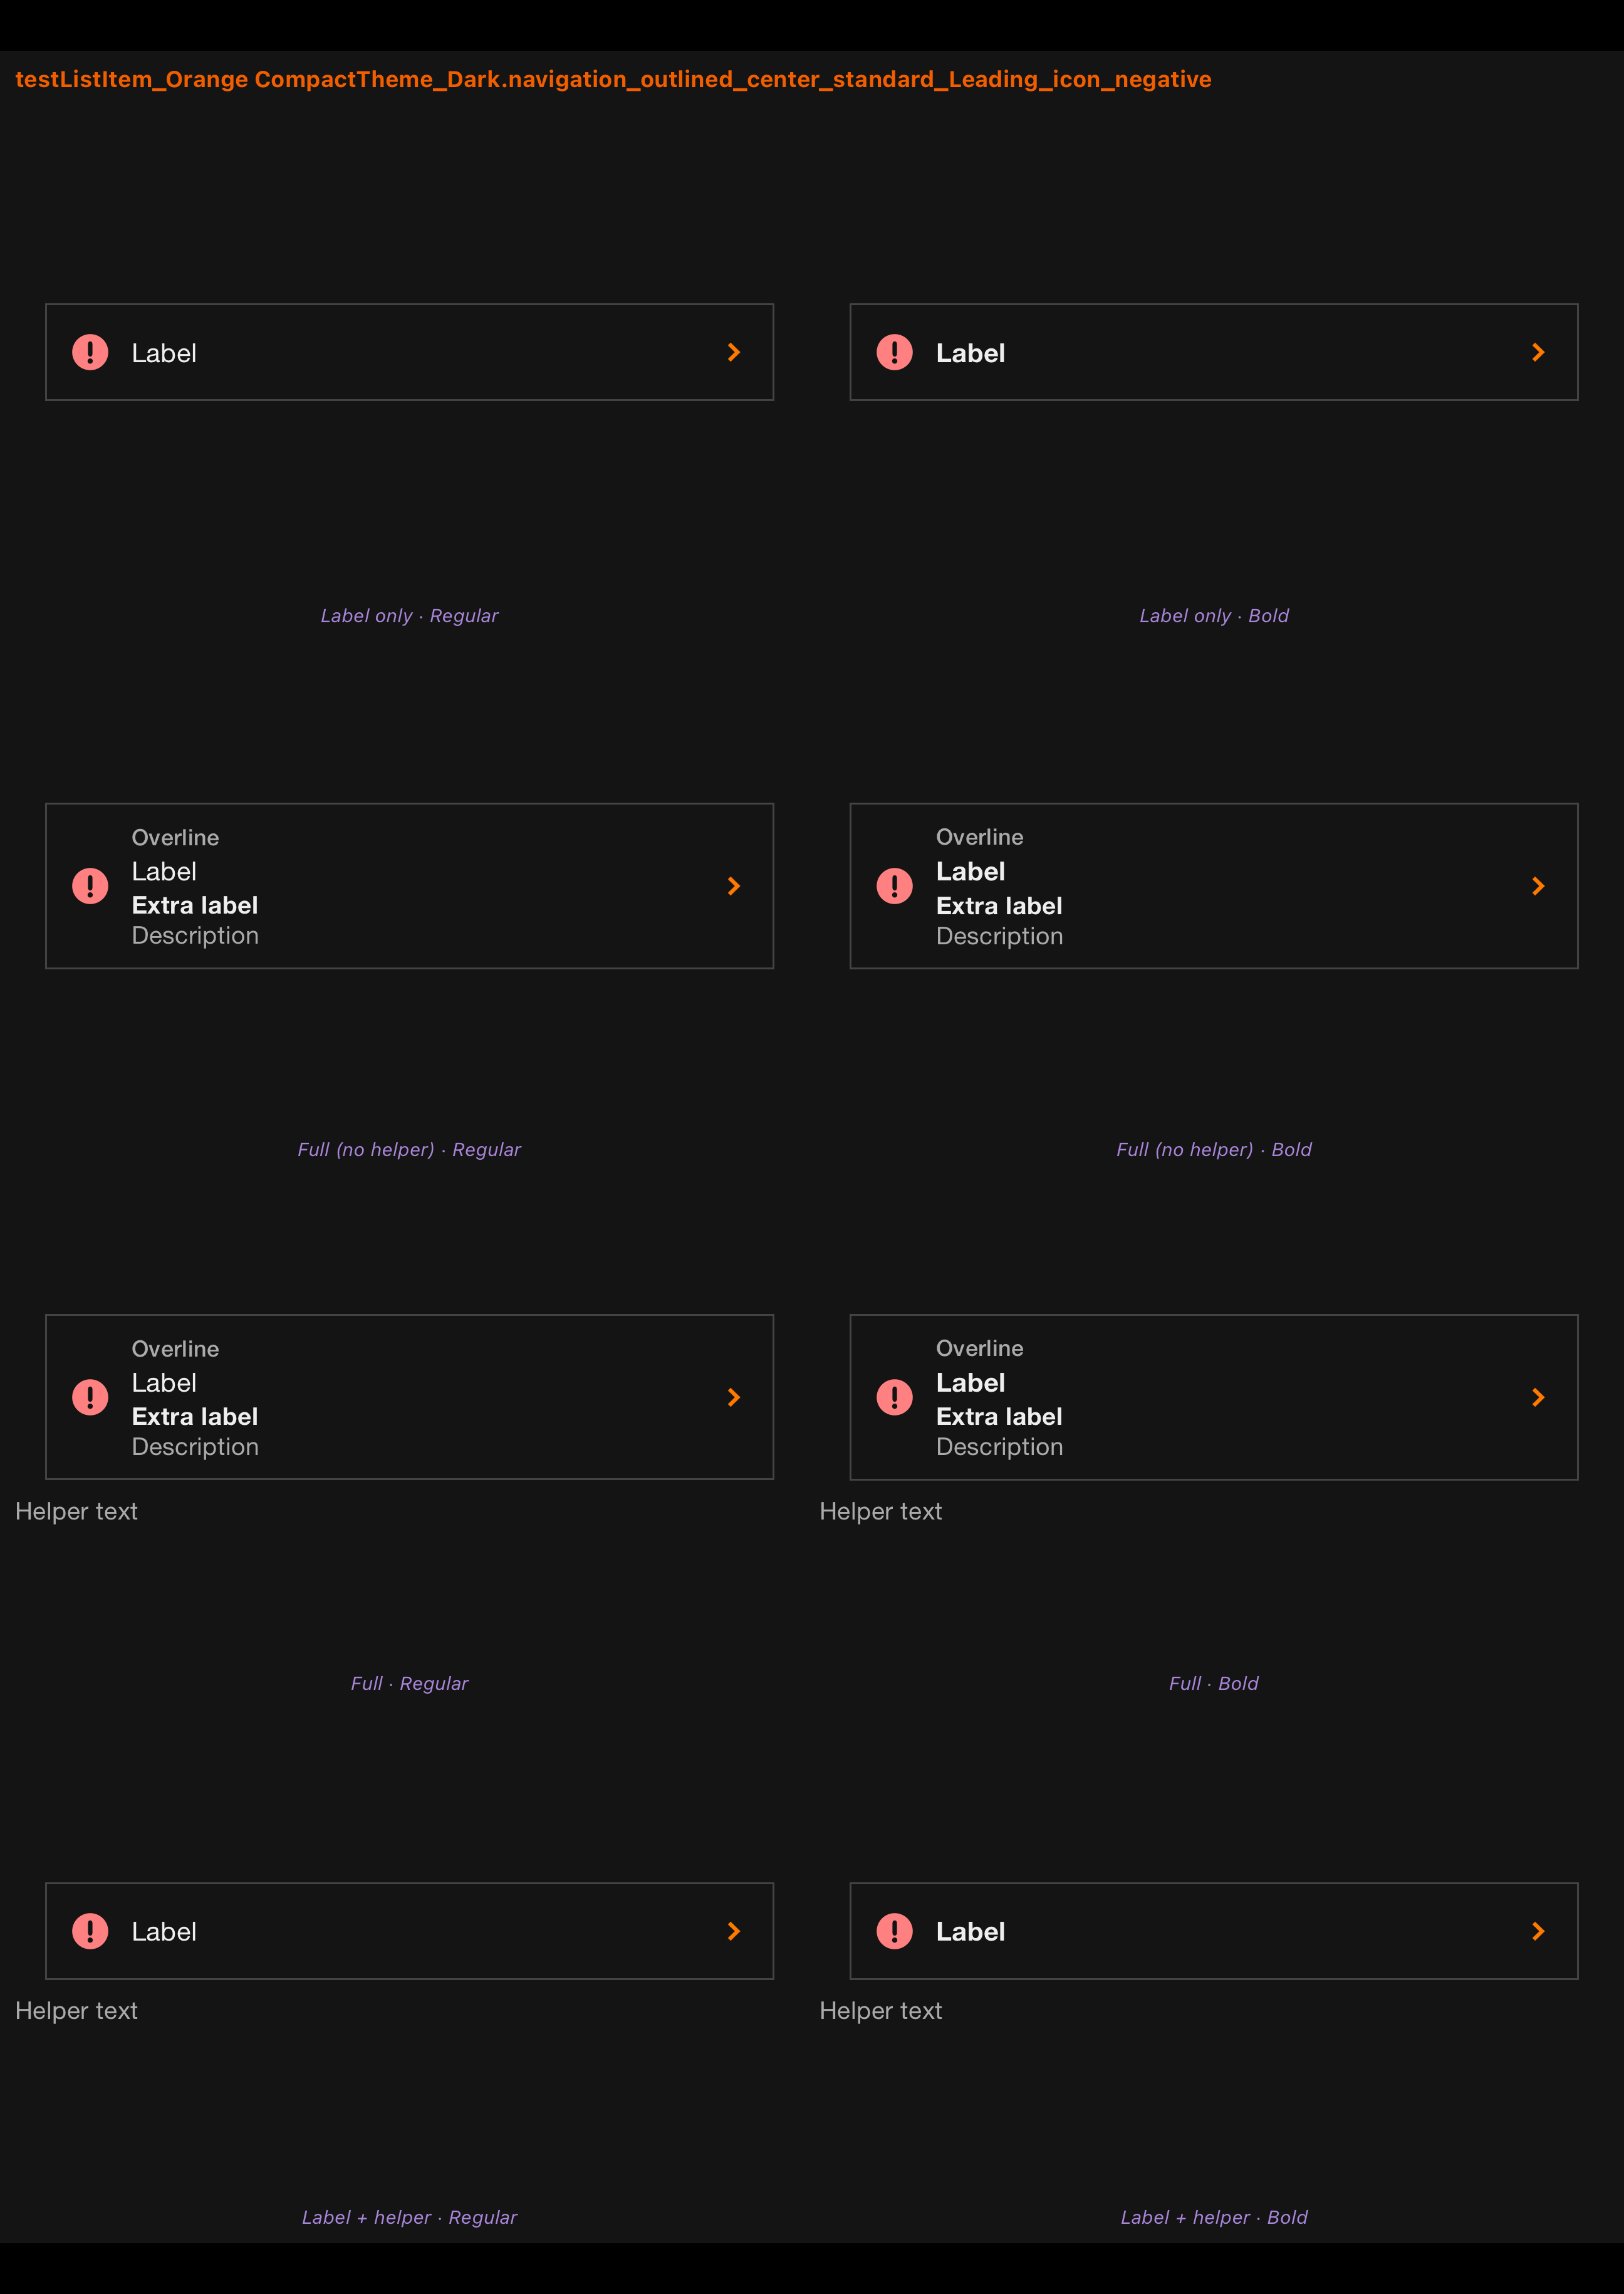 testListItem_Orange CompactTheme_Dark.navigation_outlined_center_standard_Leading_icon_negative
Label
Label
Label only · Regular
Label only · Bold
Overline
Label
Extra label
Description
Overline
Label
Extra label
Description
Full (no helper) · Regular
Full (no helper) · Bold
Overline
Label
Extra label
Description
Helper text
Overline
Label
Extra label
Description
Helper text
Full · Regular
Full · Bold
Label
Helper text
Label
Helper text
Label + helper · Regular
Label + helper · Bold